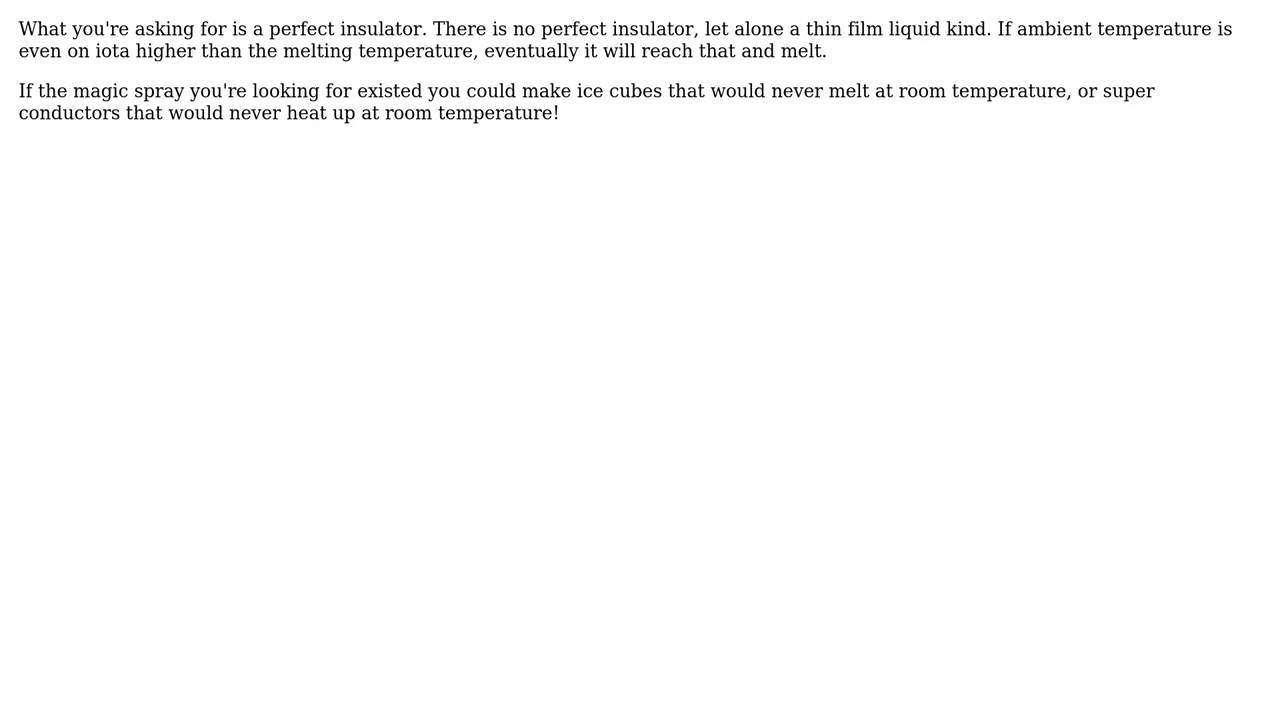 What you're asking for is a perfect insulator. There is no perfect insulator, let alone a thin film liquid kind. If ambient temperature is
even on iota higher than the melting temperature, eventually it will reach that and melt.
If the magic spray you're looking for existed you could make ice cubes that would never melt at room temperature, or super
conductors that would never heat up at room temperature!